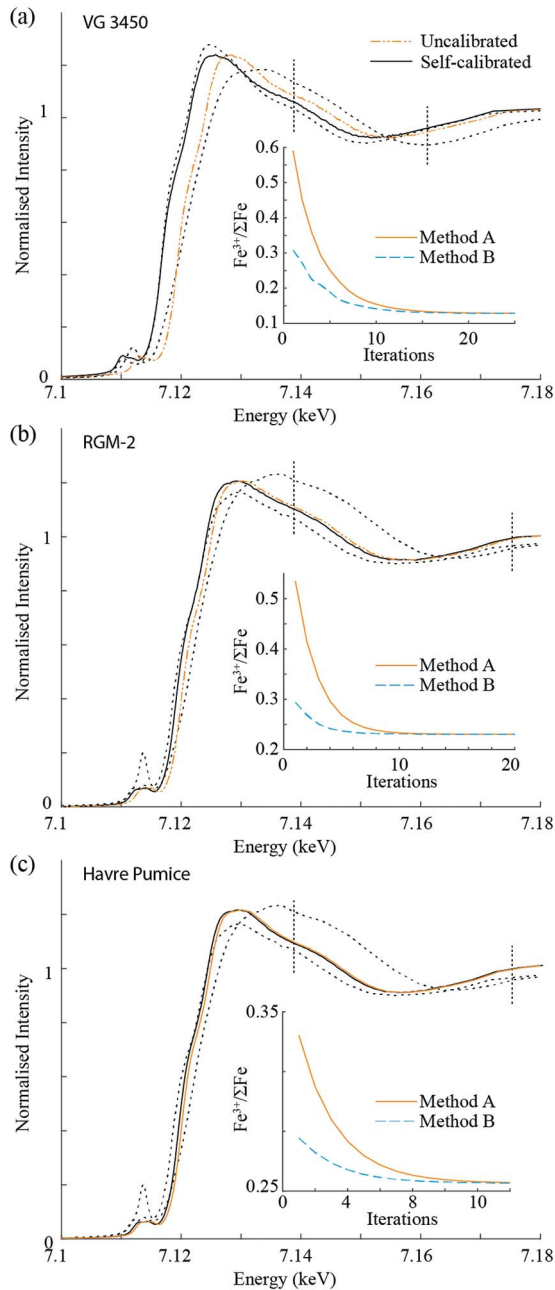 (a)
VG 3450
Uncalibrated
Self-calibrated
1
Normalised Intensity
0
0.6
0.5
0.4
0.3
0.2
0.1
Fe³⁺/ΣFe
Method A
Method B
0
10
20
Iterations
7.1
7.12
7.14
7.16
7.18
Energy (keV)
(b)
RGM-2
1
Normalised Intensity
0
0.5
0.4
0.3
0.2
Fe³⁺/ΣFe
Method A
Method B
0
10
20
Iterations
7.1
7.12
7.14
7.16
7.18
Energy (keV)
(c)
Havre Pumice
1
Normalised Intensity
0
0.35
0.25
Fe³⁺/ΣFe
Method A
Method B
0
4
8
10
Iterations
7.1
7.12
7.14
7.16
7.18
Energy (keV)